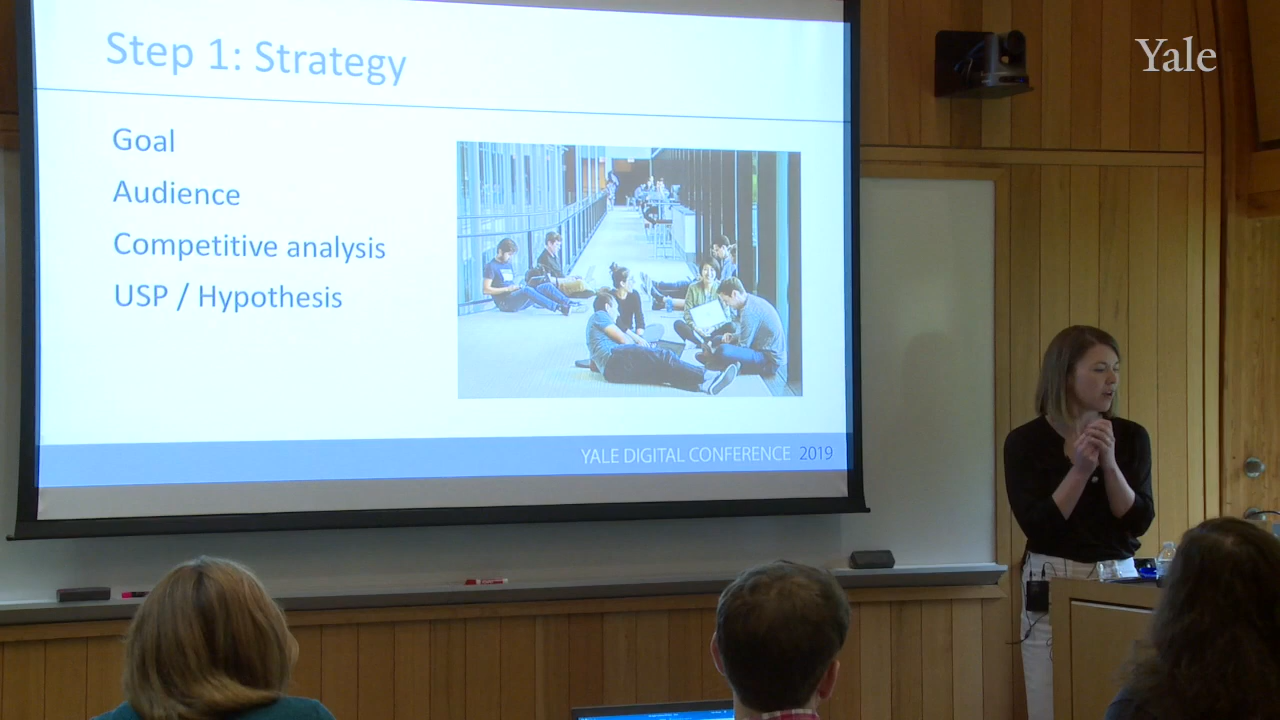 Step 1: Strategy
Yale
Goal
Audience
Competitive analysis
USP / Hypothesis
YALE DIGITAL CONFERENCE 2019